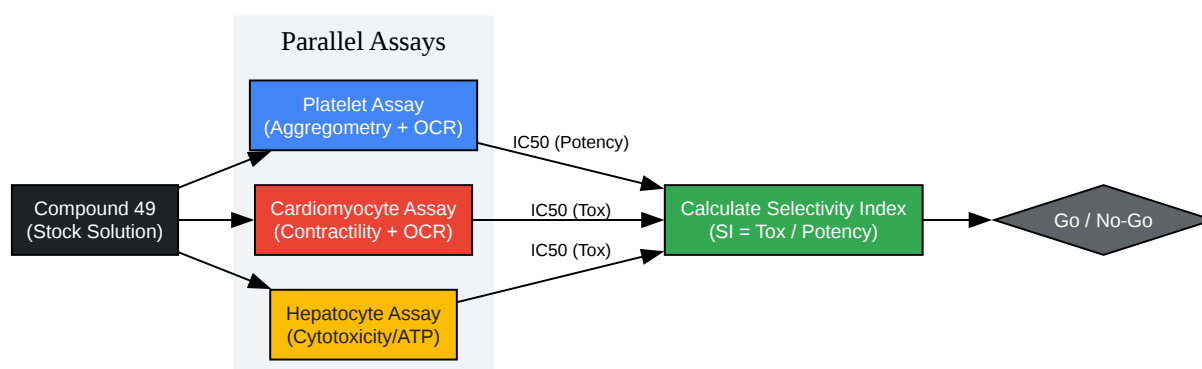 Parallel Assays
Platelet Assay
(Aggregometry + OCR)
IC50 (Potency)
Compound 49
(Stock Solution)
Cardiomyocyte Assay
(Contractility + OCR)
IC50 (Tox)
Calculate Selectivity Index
(SI = Tox / Potency)
Go / No-Go
IC50 (Tox)
Hepatocyte Assay
(Cytotoxicity/ATP)